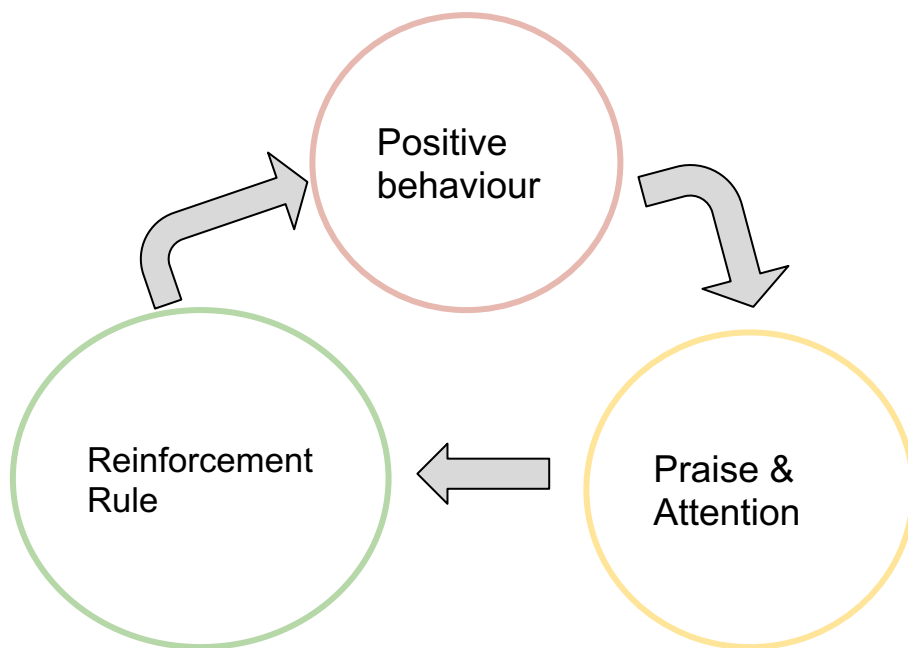 Positive
behaviour
Praise &
Attention
Reinforcement
Rule